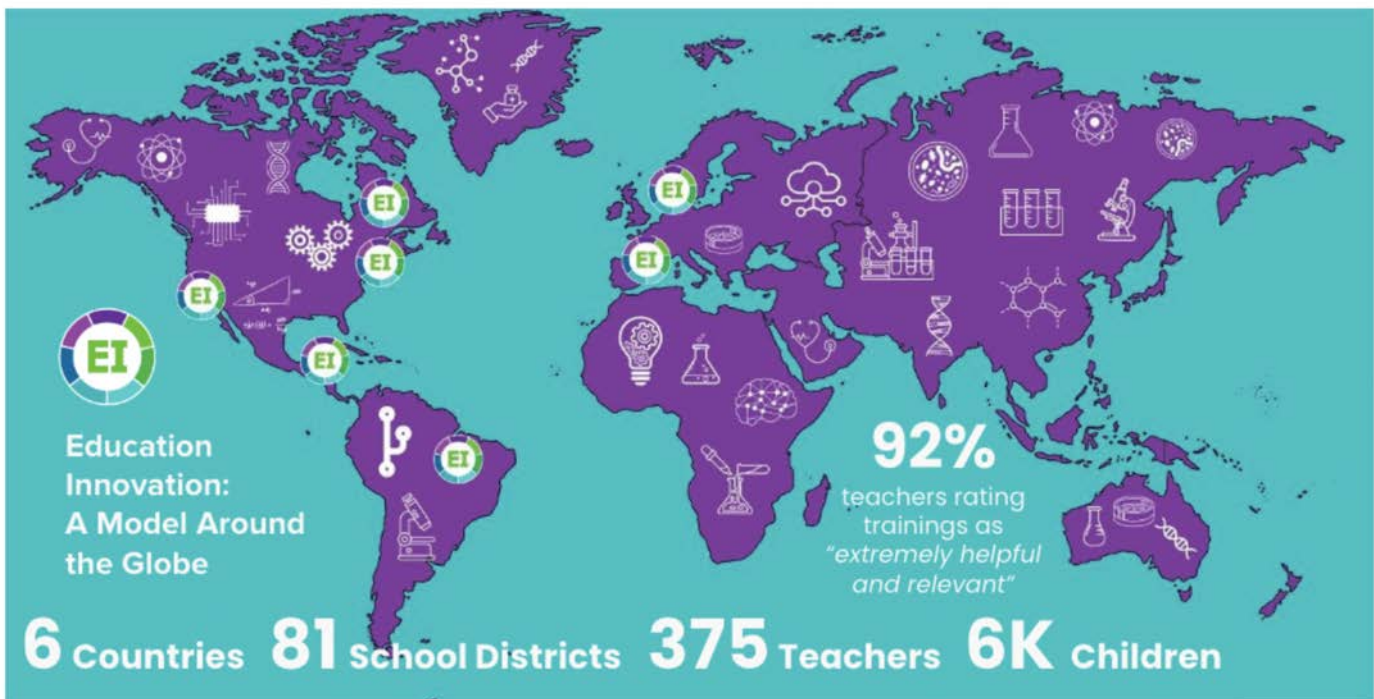 EI
EI
EI
EI
EI
EI
EI
EI
Education
Innovation:
A Model Around
the Globe
92%
teachers rating
trainings as
“extremely helpful
and relevant”
6 Countries 81 School Districts 375 Teachers 6K Children